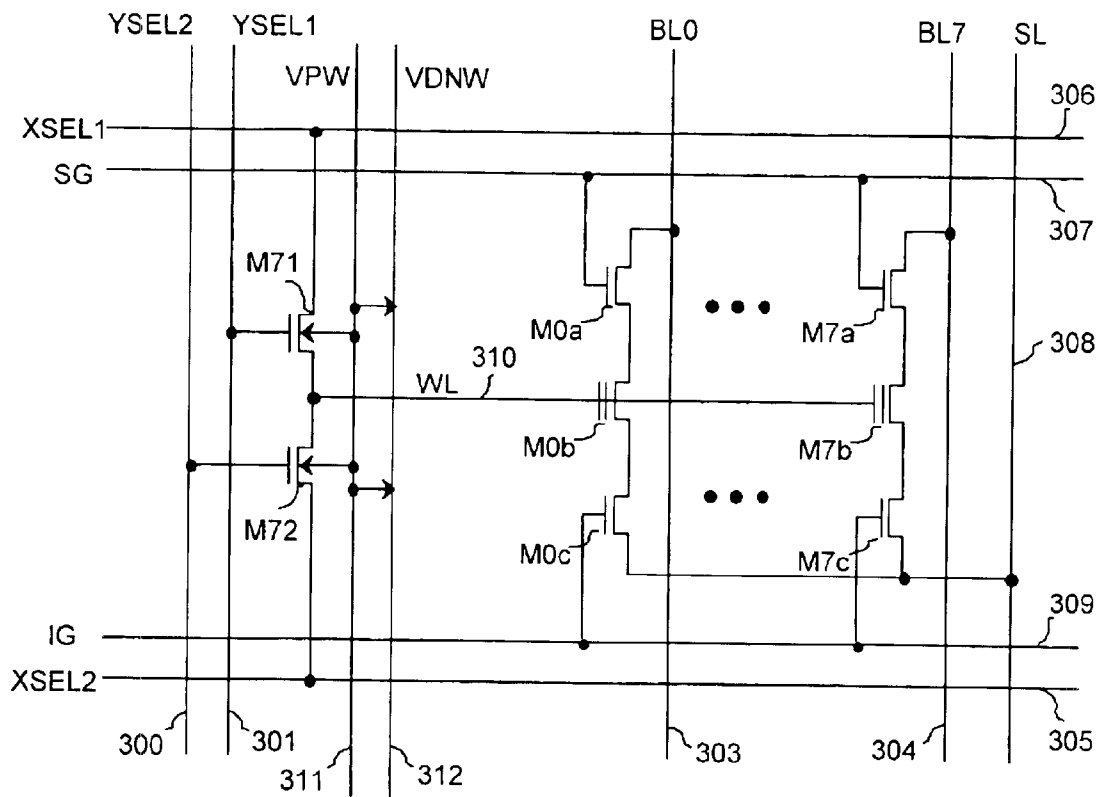 YSEL2 YSEL1 BL0 BL7 SL
VPW VDNW
306
XSEL1
SG
307
M71
M0a M7a
308
310
WL
M0b M7b
M72
M0c M7c
309
IG
XSEL2
300 301 303 304 305
311 312